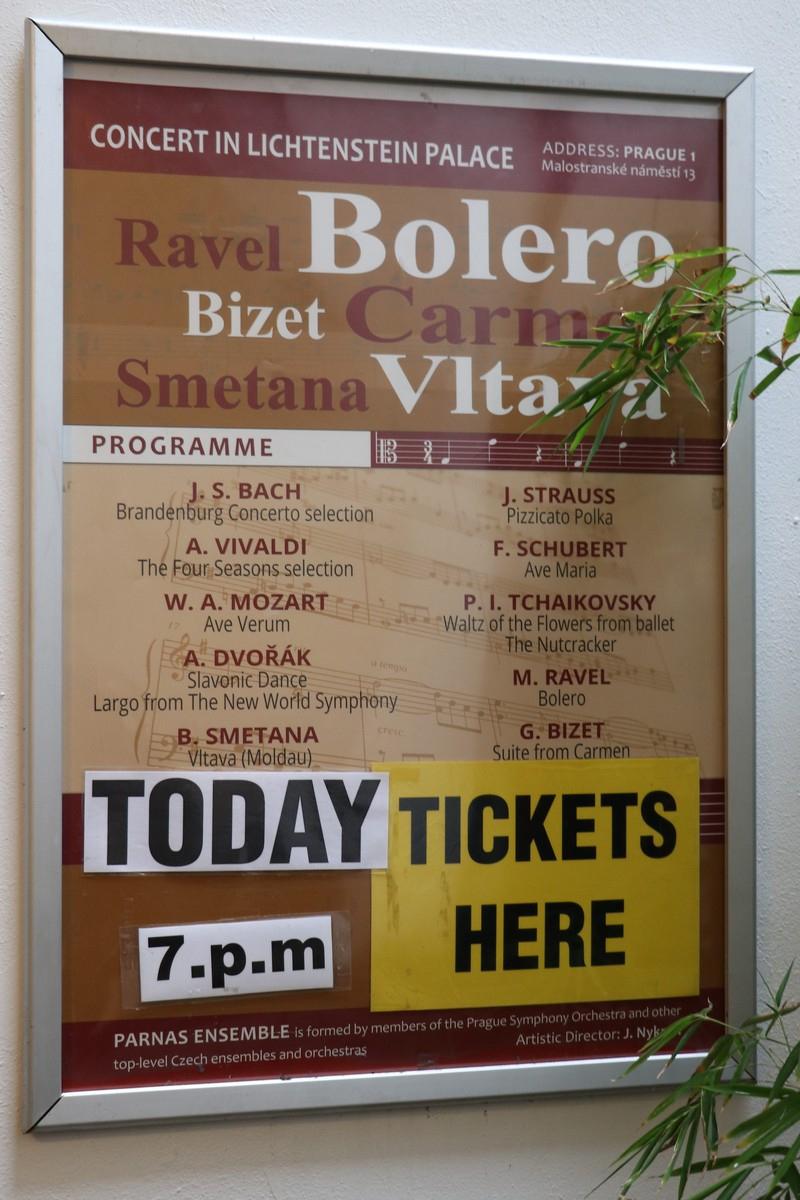 CONCERT IN LICHTENSTEIN PALACE
ADDRESS: PRAGUE 1
Malostranské náměstí 13
Ravel Bolero
Bizet
Smetana Vltava
PROGRAMME
J. S. BACH
Brandenburg Concerto selection
A. VIVALDI
The Four Seasons selection
W. A. MOZART
Ave Verum
A. DVOŘÁK
Slavonic Dance
Largo from The New World Symphony
B. SMETANA
Vltava (Moldau)
J. STRAUSS
Pizzicato Polka
F. SCHUBERT
Ave Maria
P. I. TCHAIKOVSKY
Waltz of the Flowers from ballet
The Nutcracker
M. RAVEL
Bolero
G. BIZET
Suite from Carmen
a tempo
cresc.
TODAY
7.p.m
TICKETS
HERE
PARNAS ENSEMBLE is formed by members of the Prague Symphony Orchestra and other
top-level Czech ensembles and orchestras
Artistic Director: J.